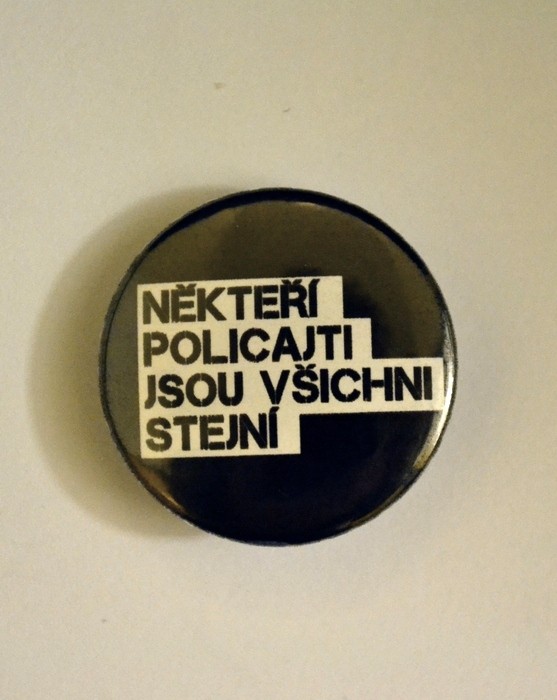 NĚKTEŘÍ
POLICAJTI
JSOU VŠICHNI
STEJNÍ